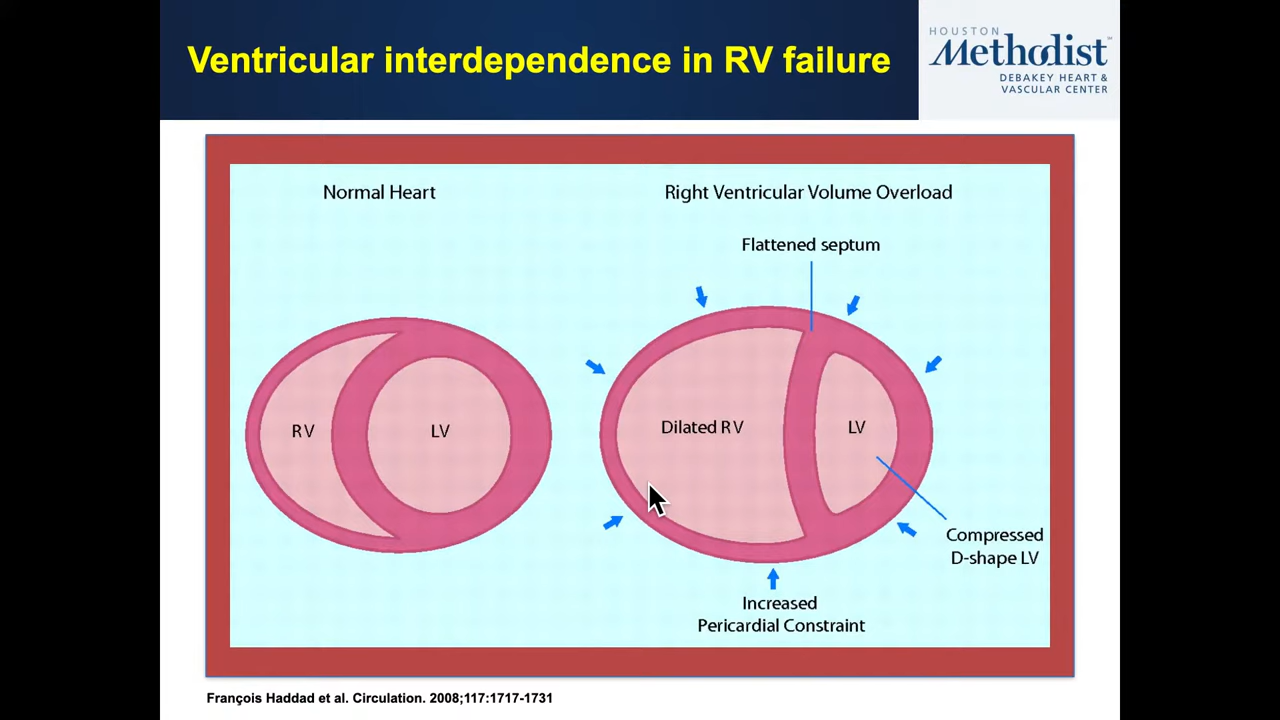 Ventricular interdependence in RV failure
HOUSTON
Methodist
DEBAKEY HEART &
VASCULAR CENTER
Normal Heart
Right Ventricular Volume Overload
Flattened septum
RV
LV
Dilated RV
LV
Compressed
D-shape LV
Increased
Pericardial Constraint
François Haddad et al. Circulation. 2008;117:1717-1731